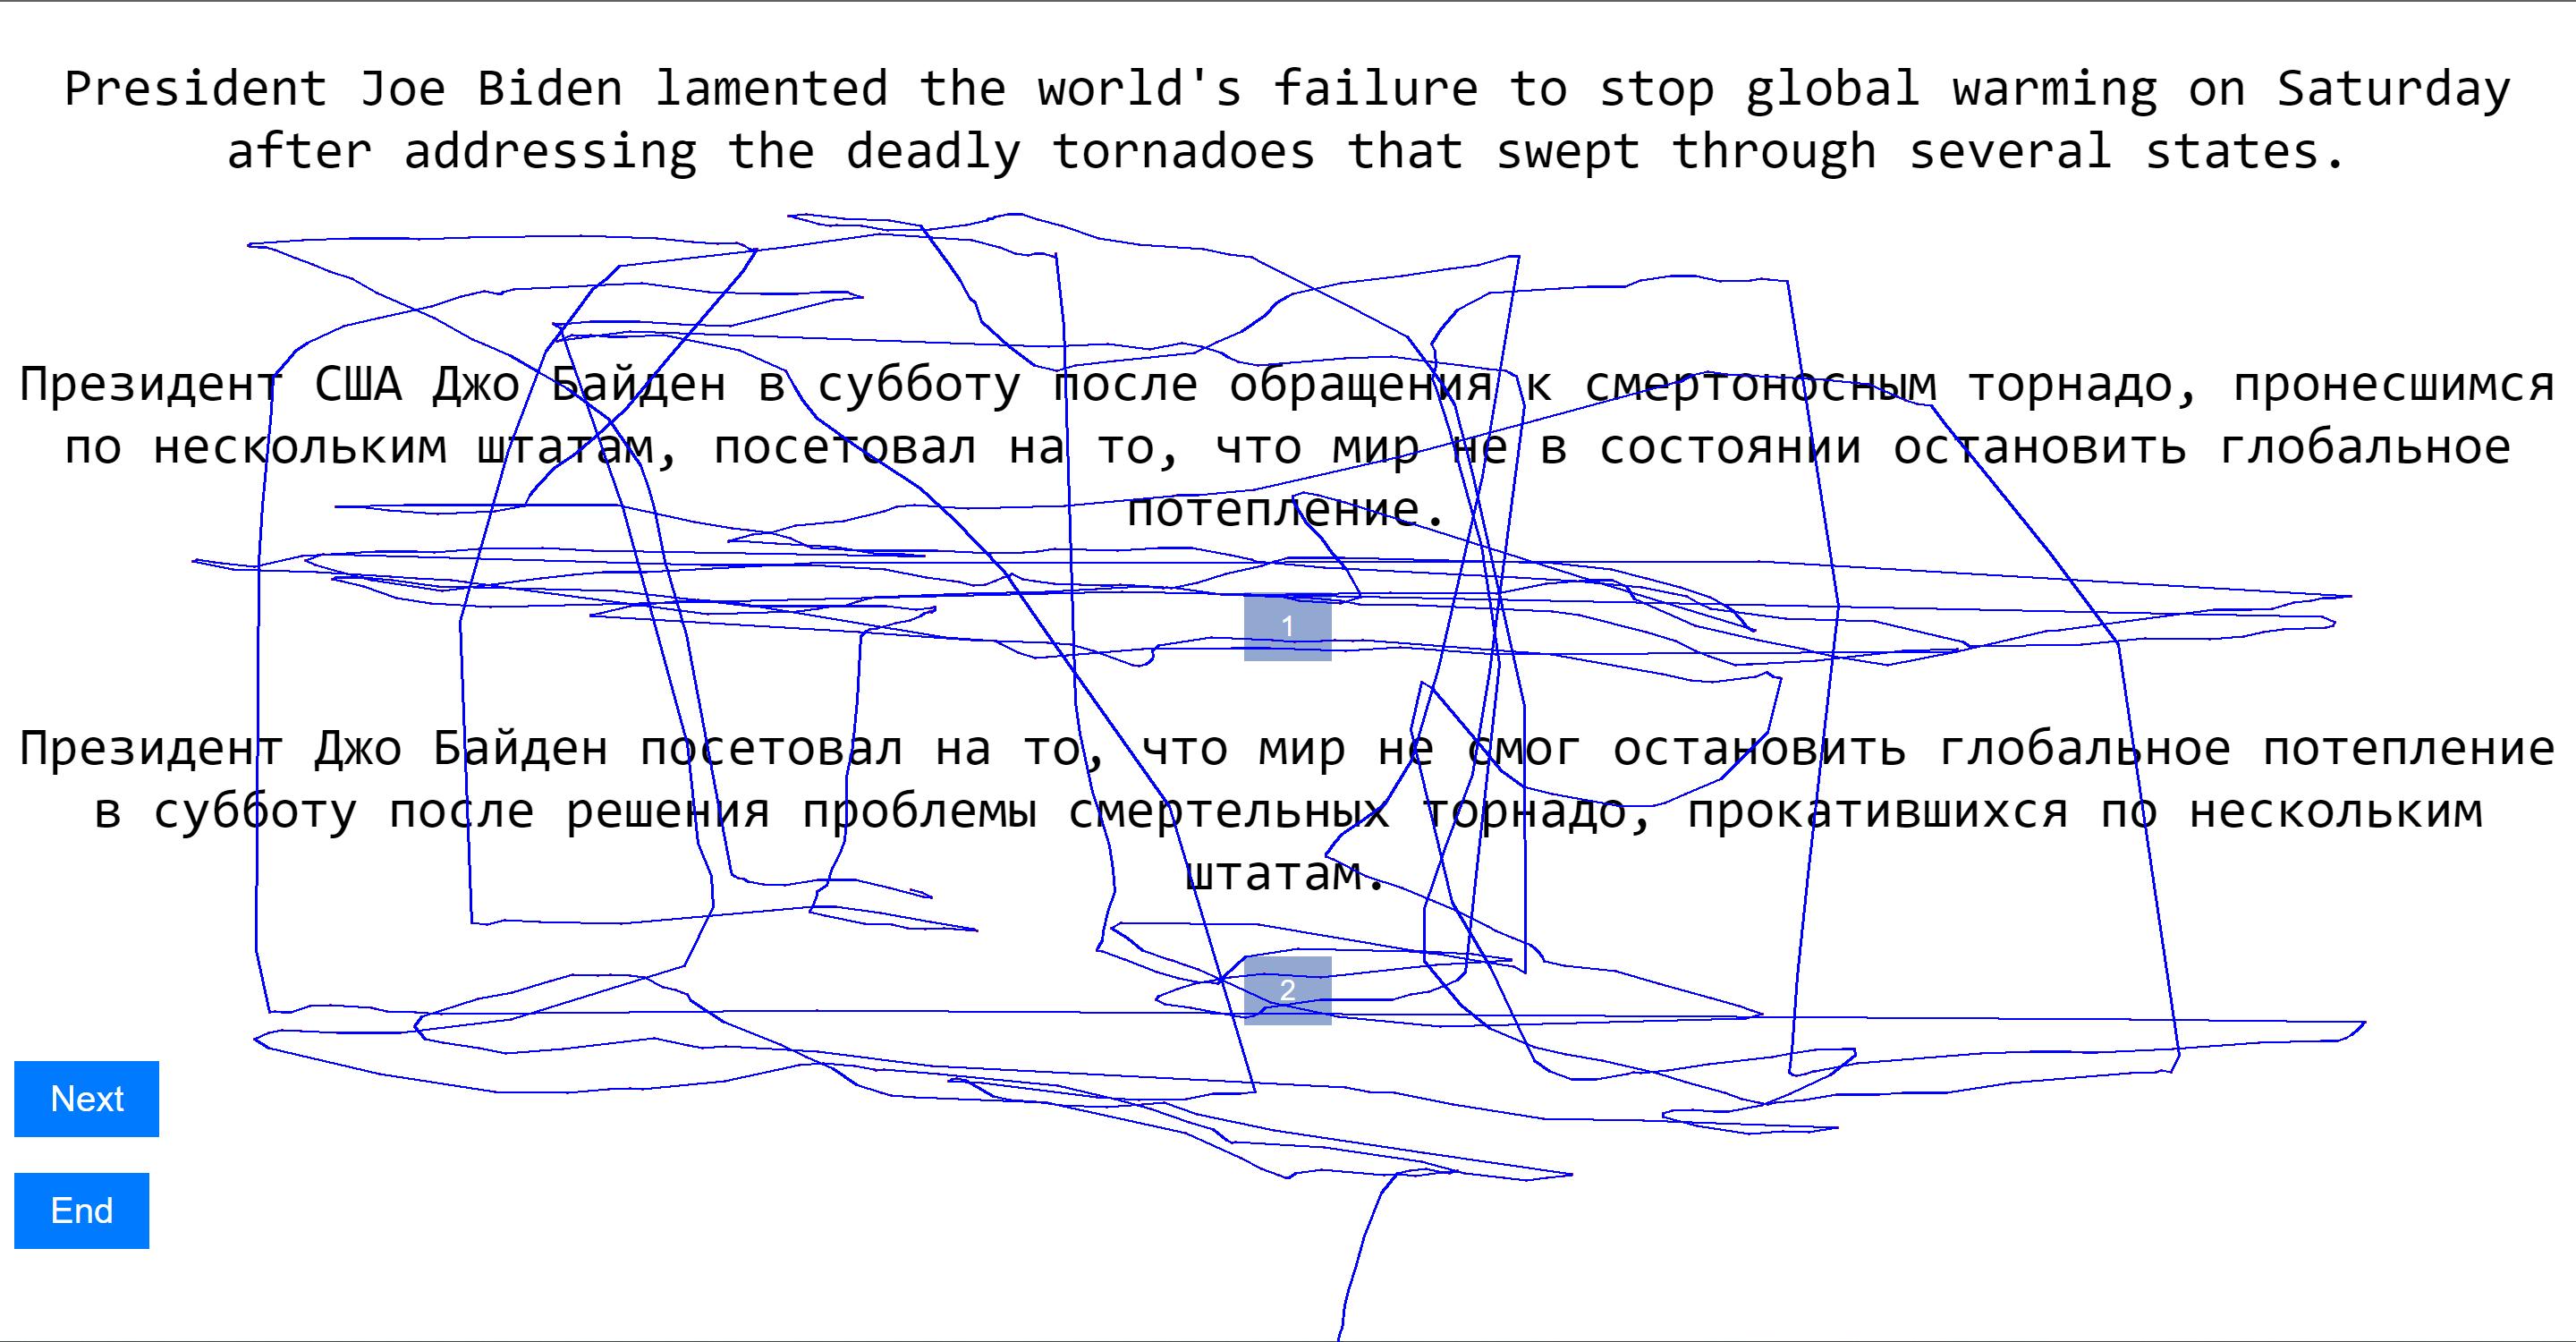 President Joe Biden lamented the world's failure to stop global warming on Saturday
after addressing the deadly tornadoes that swept through several states.
Президент США Джо Байден в субботу после обращения к смертоносным торнадо, пронесшимся
по нескольким штатам, посетовал на то, что мир не в состоянии остановить глобальное
потепление.
1
Президент Джо Байден посетовал на то, что мир не смог остановить глобальное потепление
в субботу после решения проблемы смертельных торнадо, прокатившихся по нескольким
штатам.
2
Next
End